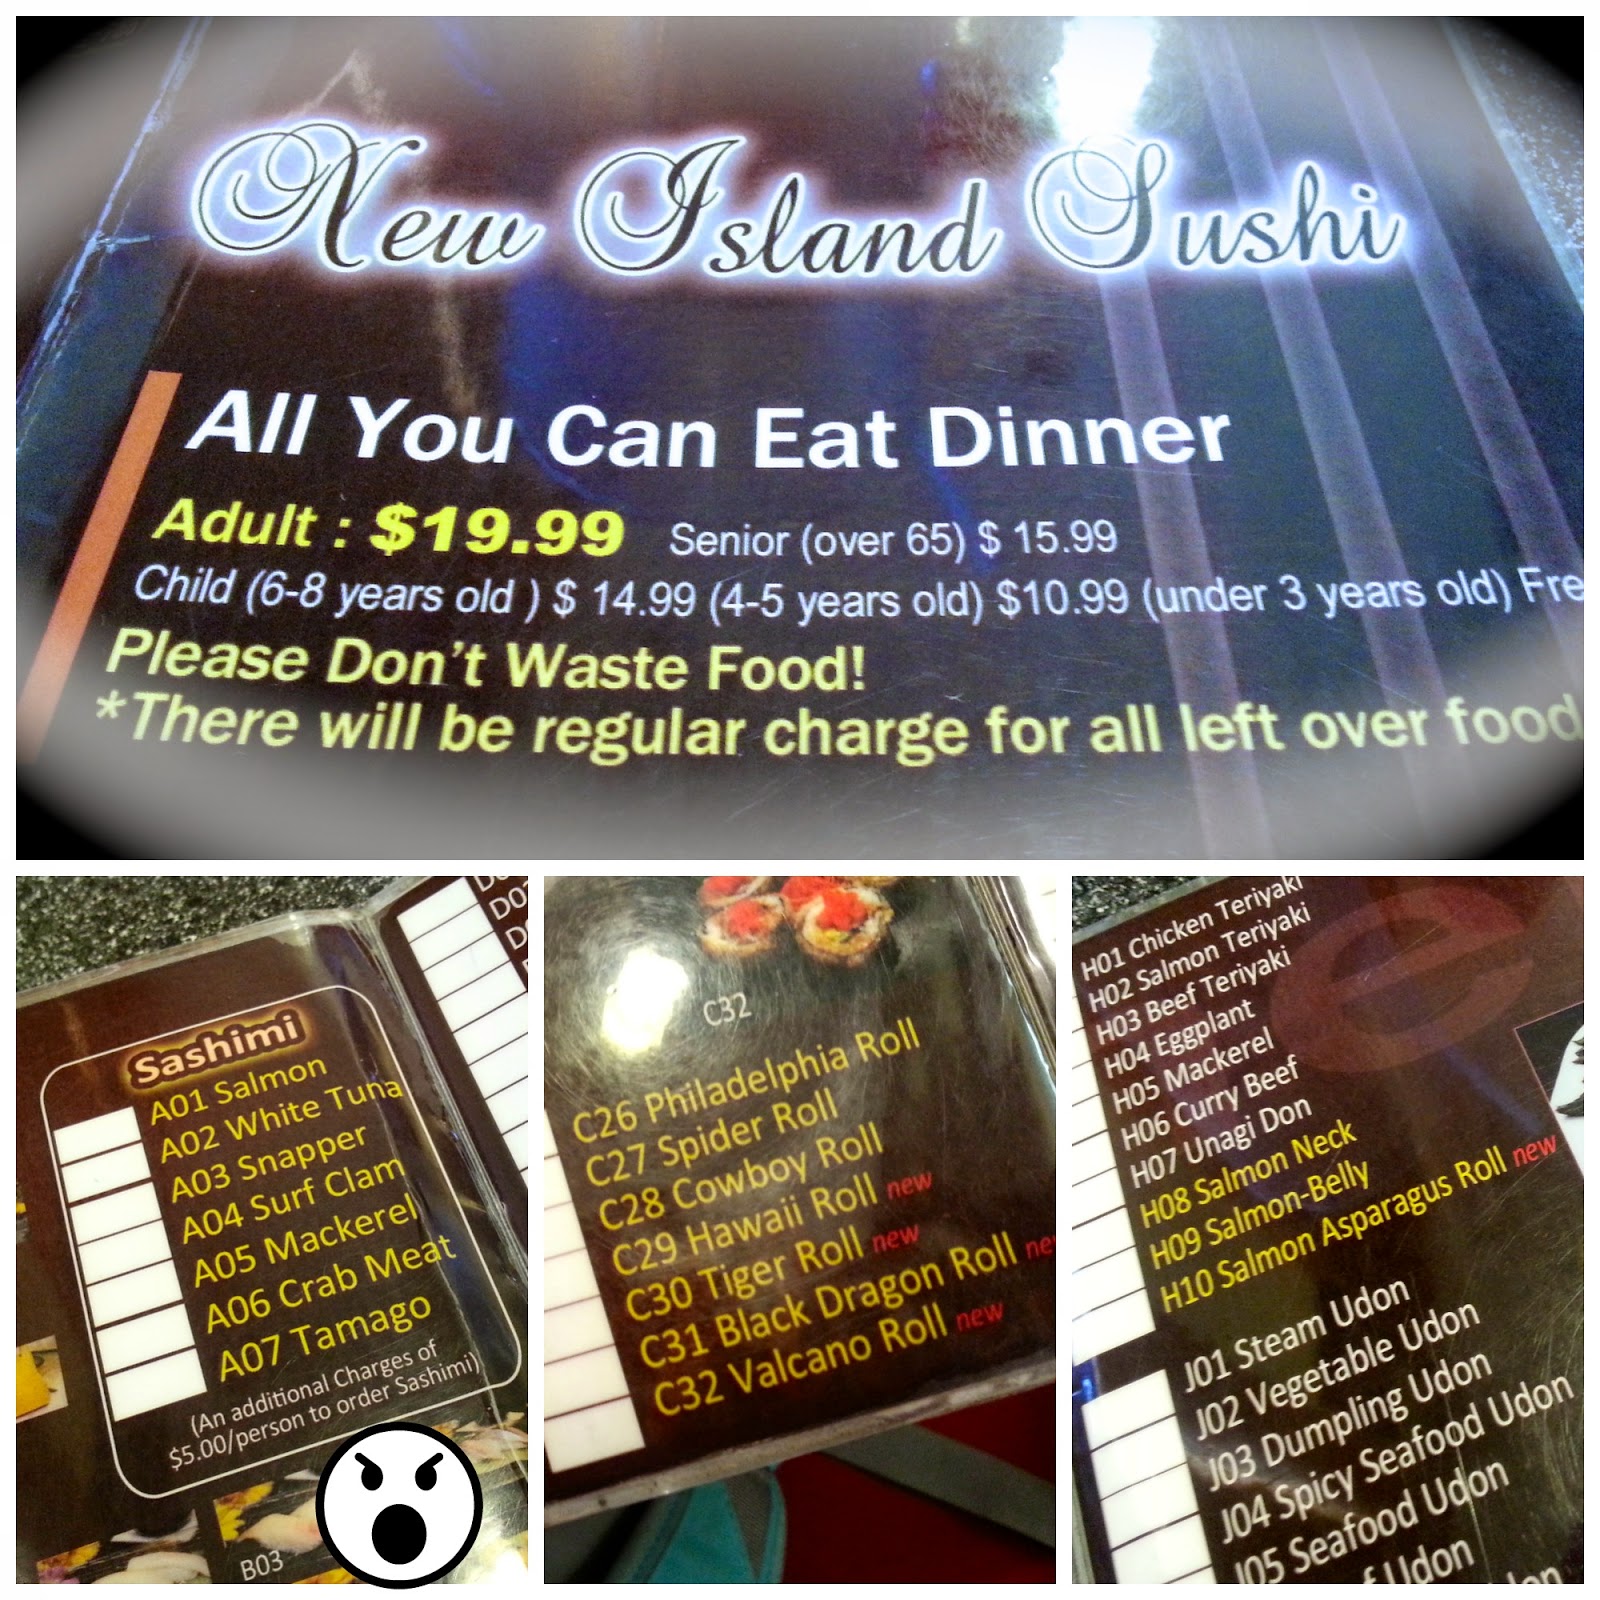 New Island Sushi
All You Can Eat Dinner
Adult : $19.99 Senior (over 65) $ 15.99
Child (6-8 years old ) $ 14.99 (4-5 years old) $10.99 (under 3 years old) Fre
Please Don't Waste Food!
*There will be regular charge for all left over food
Sashimi
A01 Salmon
A02 White Tuna
A03 Snapper
A04 Surf Clam
A05 Mackerel
A06 Crab Meat
A07 Tamago
(An additional Charges of
$5.00/person to order Sashimi)
B03
C32
C26 Philadelphia Roll
C27 Spider Roll
C28 Cowboy Roll
C29 Hawaii Roll new
C30 Tiger Roll new
C31 Black Dragon Roll ne
C32 Valcano Roll new
H01 Chicken Teriyaki
H02 Salmon Teriyaki
H03 Beef Teriyaki
H04 Eggplant
H05 Mackerel
H06 Curry Beef
H07 Unagi Don
H08 Salmon Neck
H09 Salmon-Belly
H10 Salmon Asparagus Roll new
J01 Steam Udon
J02 Vegetable Udon
J03 Dumpling Udon
J04 Spicy Seafood Udon
J05 Seafood Udon
Udon